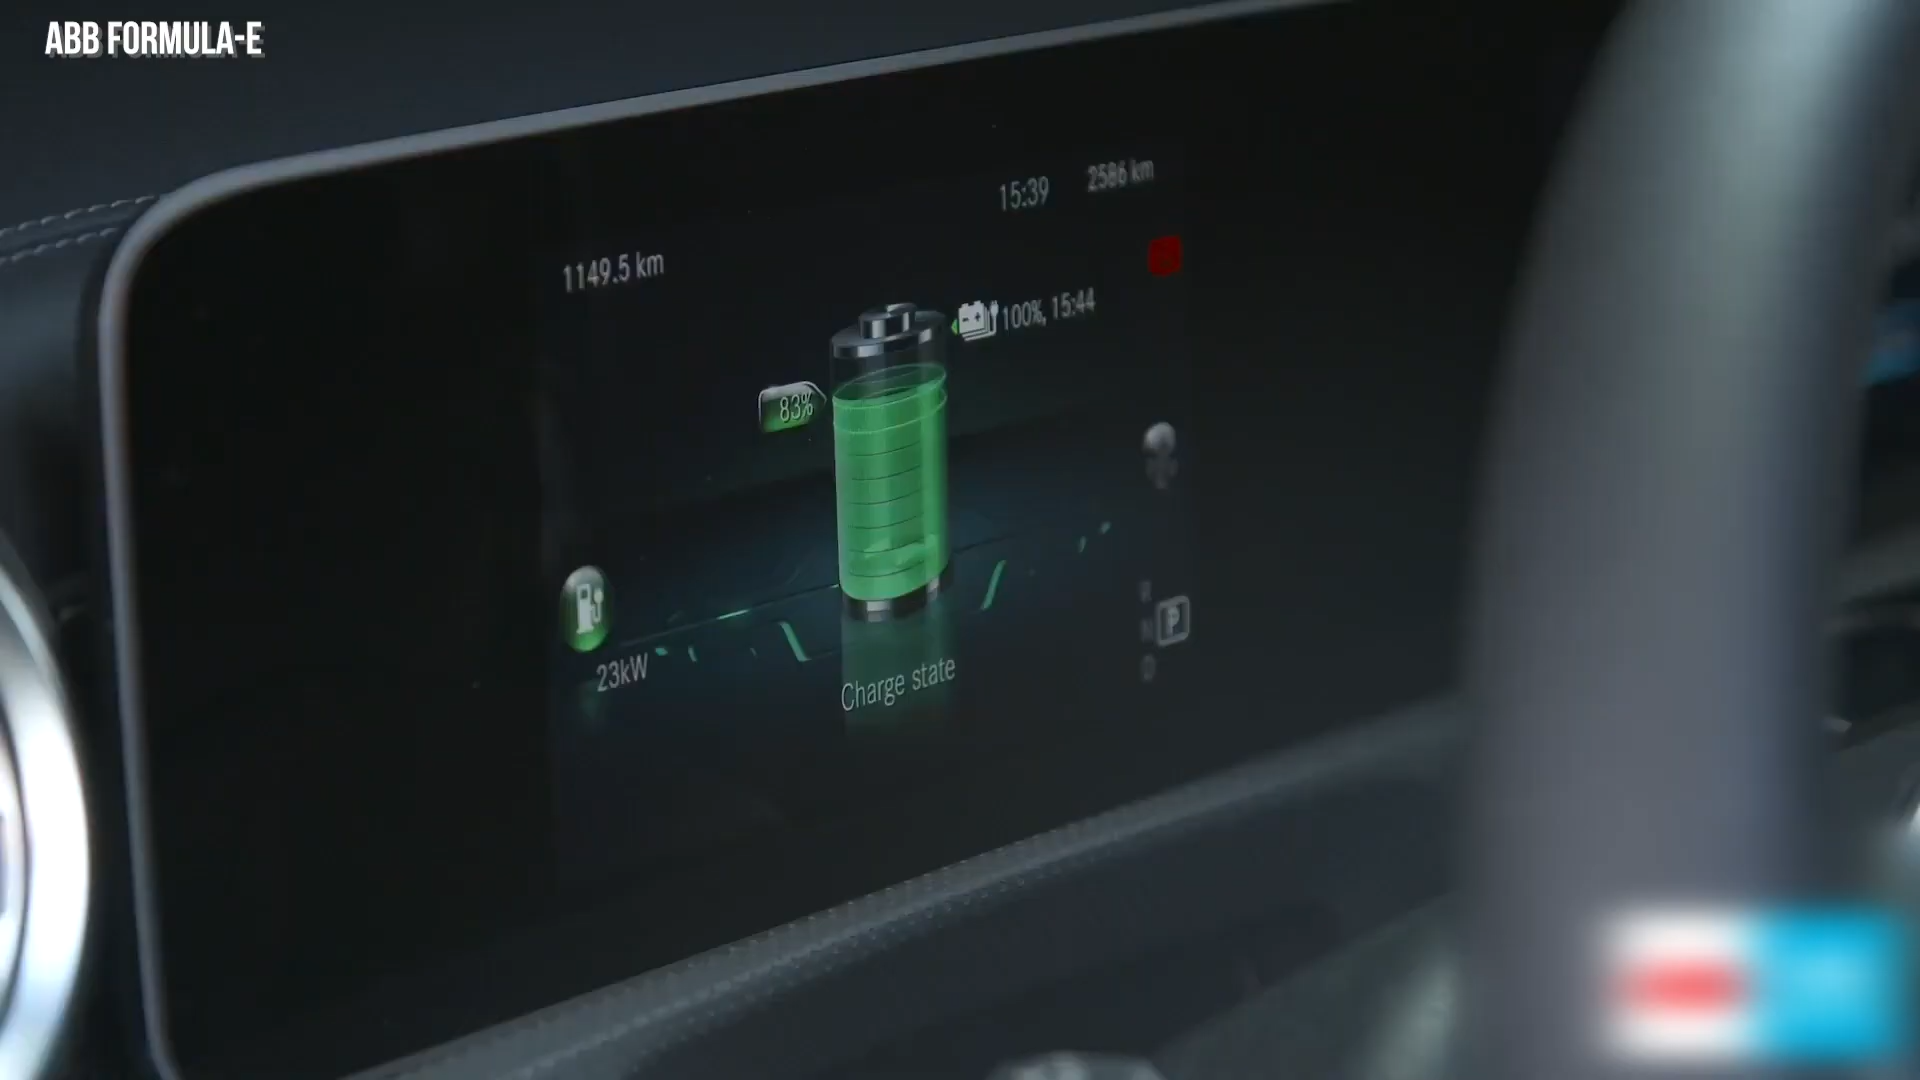 ABB FORMULA-E
15:39
2586 km
1149.5 km
100%, 15:44
83%
23kW
P
Charge state